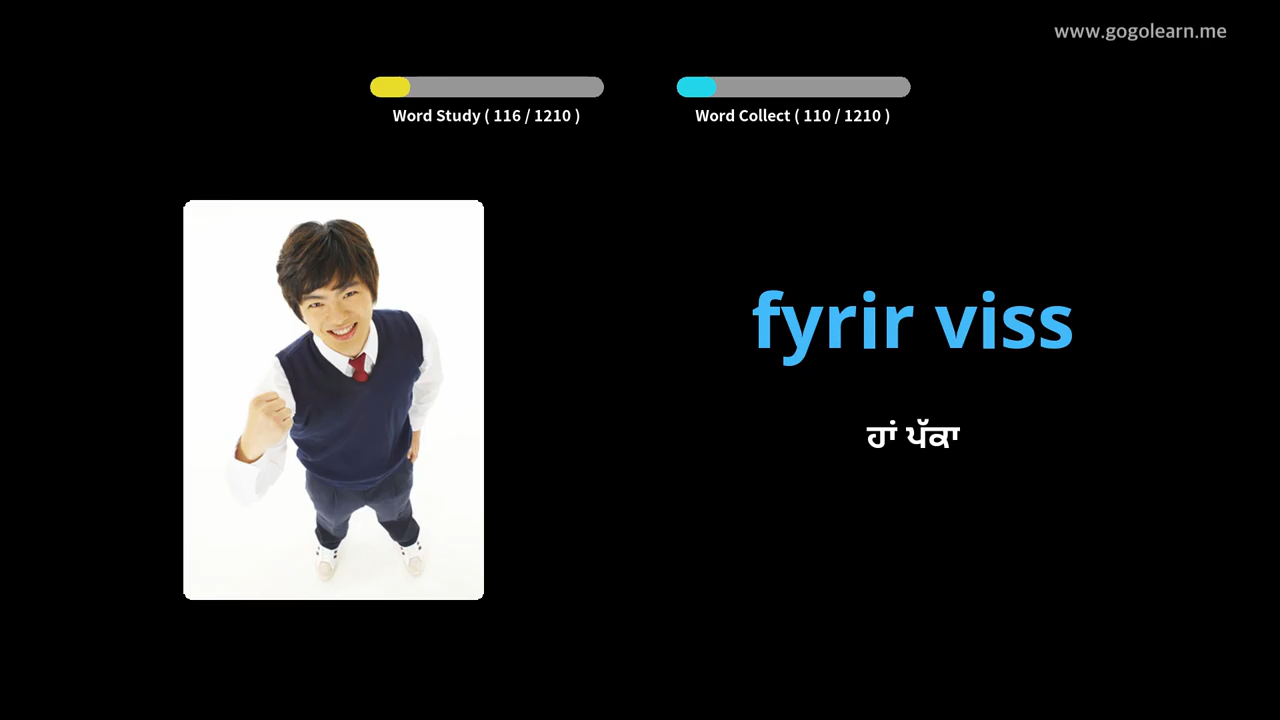 www.gogolearn.me
Word Study ( 116 / 1210 )
Word Collect ( 110 / 1210 )
fyrir viss
ਹਾਂ ਪੱਕਾ